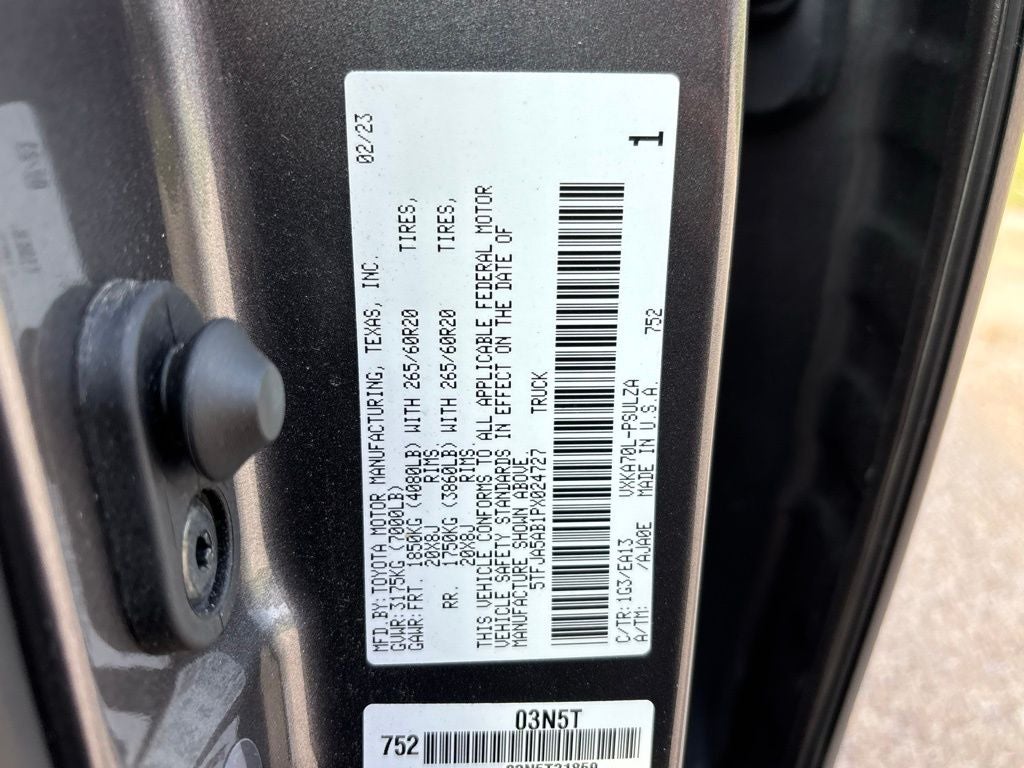 MFD.BY:TOYOTA MOTOR MANUFACTURING, TEXAS, INC. 02/23
GVWR:3175KG (7000LB)
GAWR:FRT. 1850KG (4080LB) WITH 265/60R20 TIRES,
20X8J RIMS
RR. 1750KG (3860LB) WITH 265/60R20 TIRES,
20X8J RIMS.
THIS VEHICLE CONFORMS TO ALL APPLICABLE FEDERAL MOTOR
VEHICLE SAFETY STANDARDS IN EFFECT ON THE DATE OF
MANUFACTURE SHOWN ABOVE.
5TFJA5AB1PX024727 TRUCK
C/TR: 1G3/EA13 VXKA70L-PSULZA
A/TM: /AJA0E MADE IN U.S.A. 752
1
03N5T
752